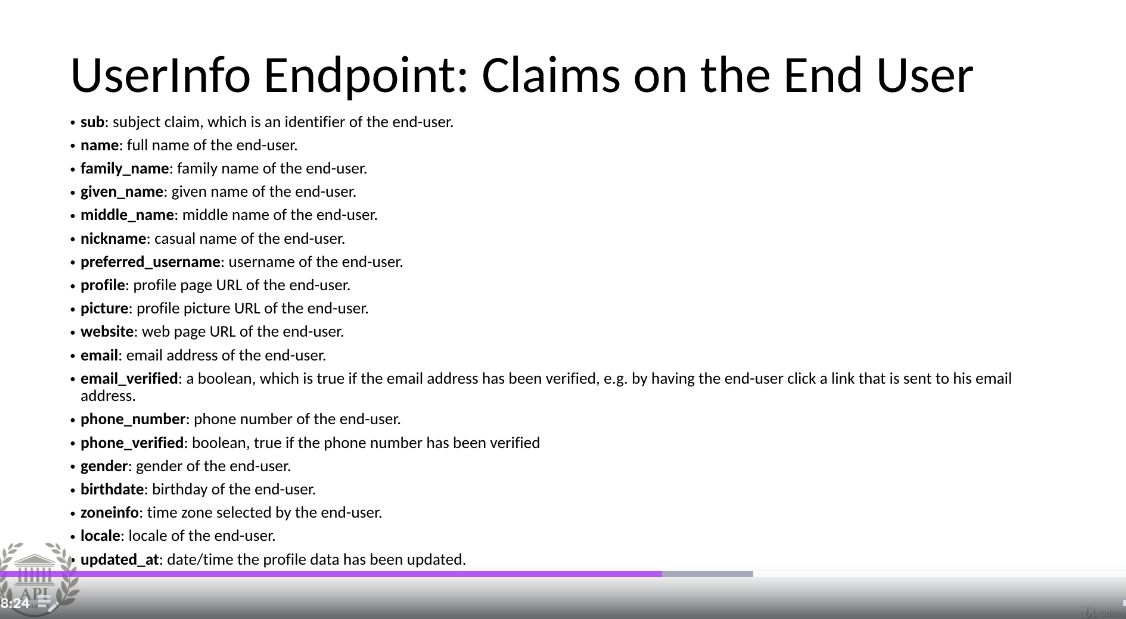 UserInfo Endpoint: Claims on the End User
• sub: subject claim, which is an identifier of the end-user.
• name: full name of the end-user.
• family_name: family name of the end-user.
• given_name: given name of the end-user.
• middle_name: middle name of the end-user.
• nickname: casual name of the end-user.
• preferred_username: username of the end-user.
• profile: profile page URL of the end-user.
• picture: profile picture URL of the end-user.
• website: web page URL of the end-user.
• email: email address of the end-user.
• email_verified: a boolean, which is true if the email address has been verified, e.g. by having the end-user click a link that is sent to his email
address.
• phone_number: phone number of the end-user.
• phone_verified: boolean, true if the phone number has been verified
• gender: gender of the end-user.
• birthdate: birthday of the end-user.
• zoneinfo: time zone selected by the end-user.
• locale: locale of the end-user.
• updated_at: date/time the profile data has been updated.
API
8:24